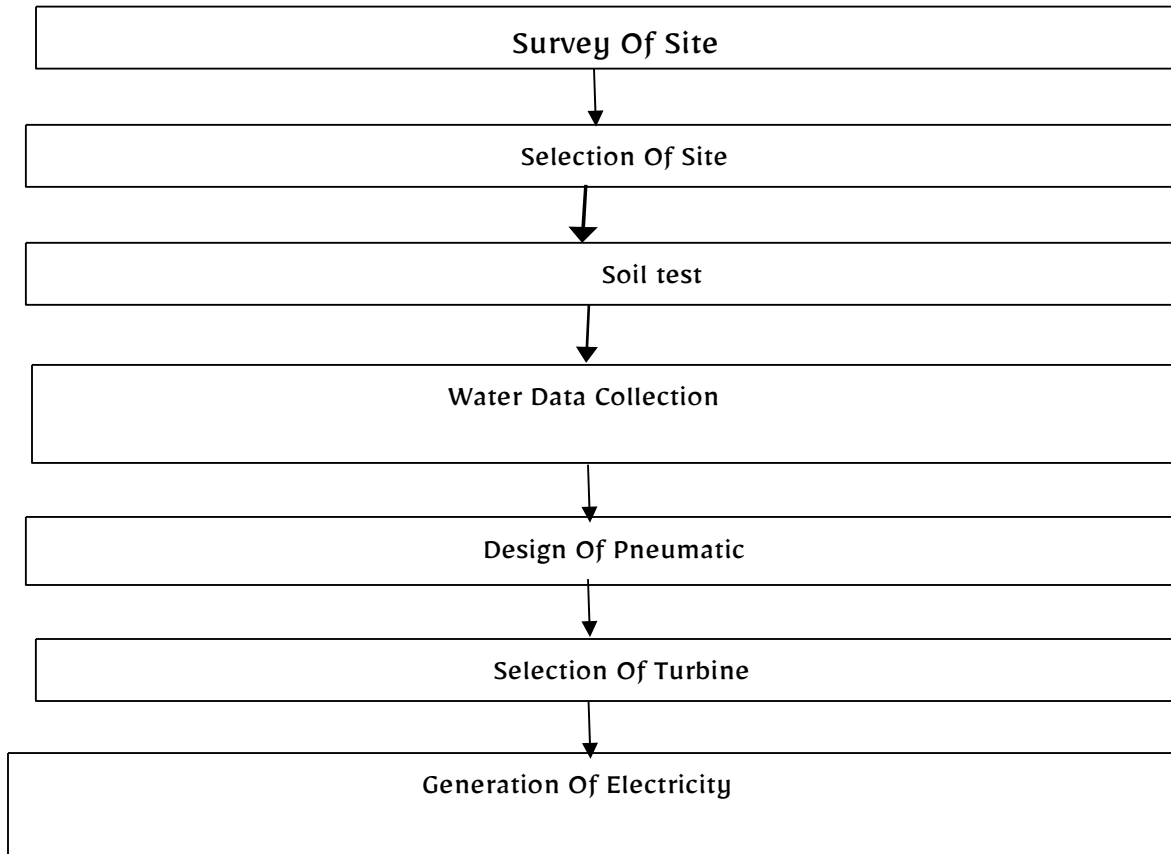 Survey Of Site
Selection Of Site
Soil test
Water Data Collection
Design Of Pneumatic
Selection Of Turbine
Generation Of Electricity